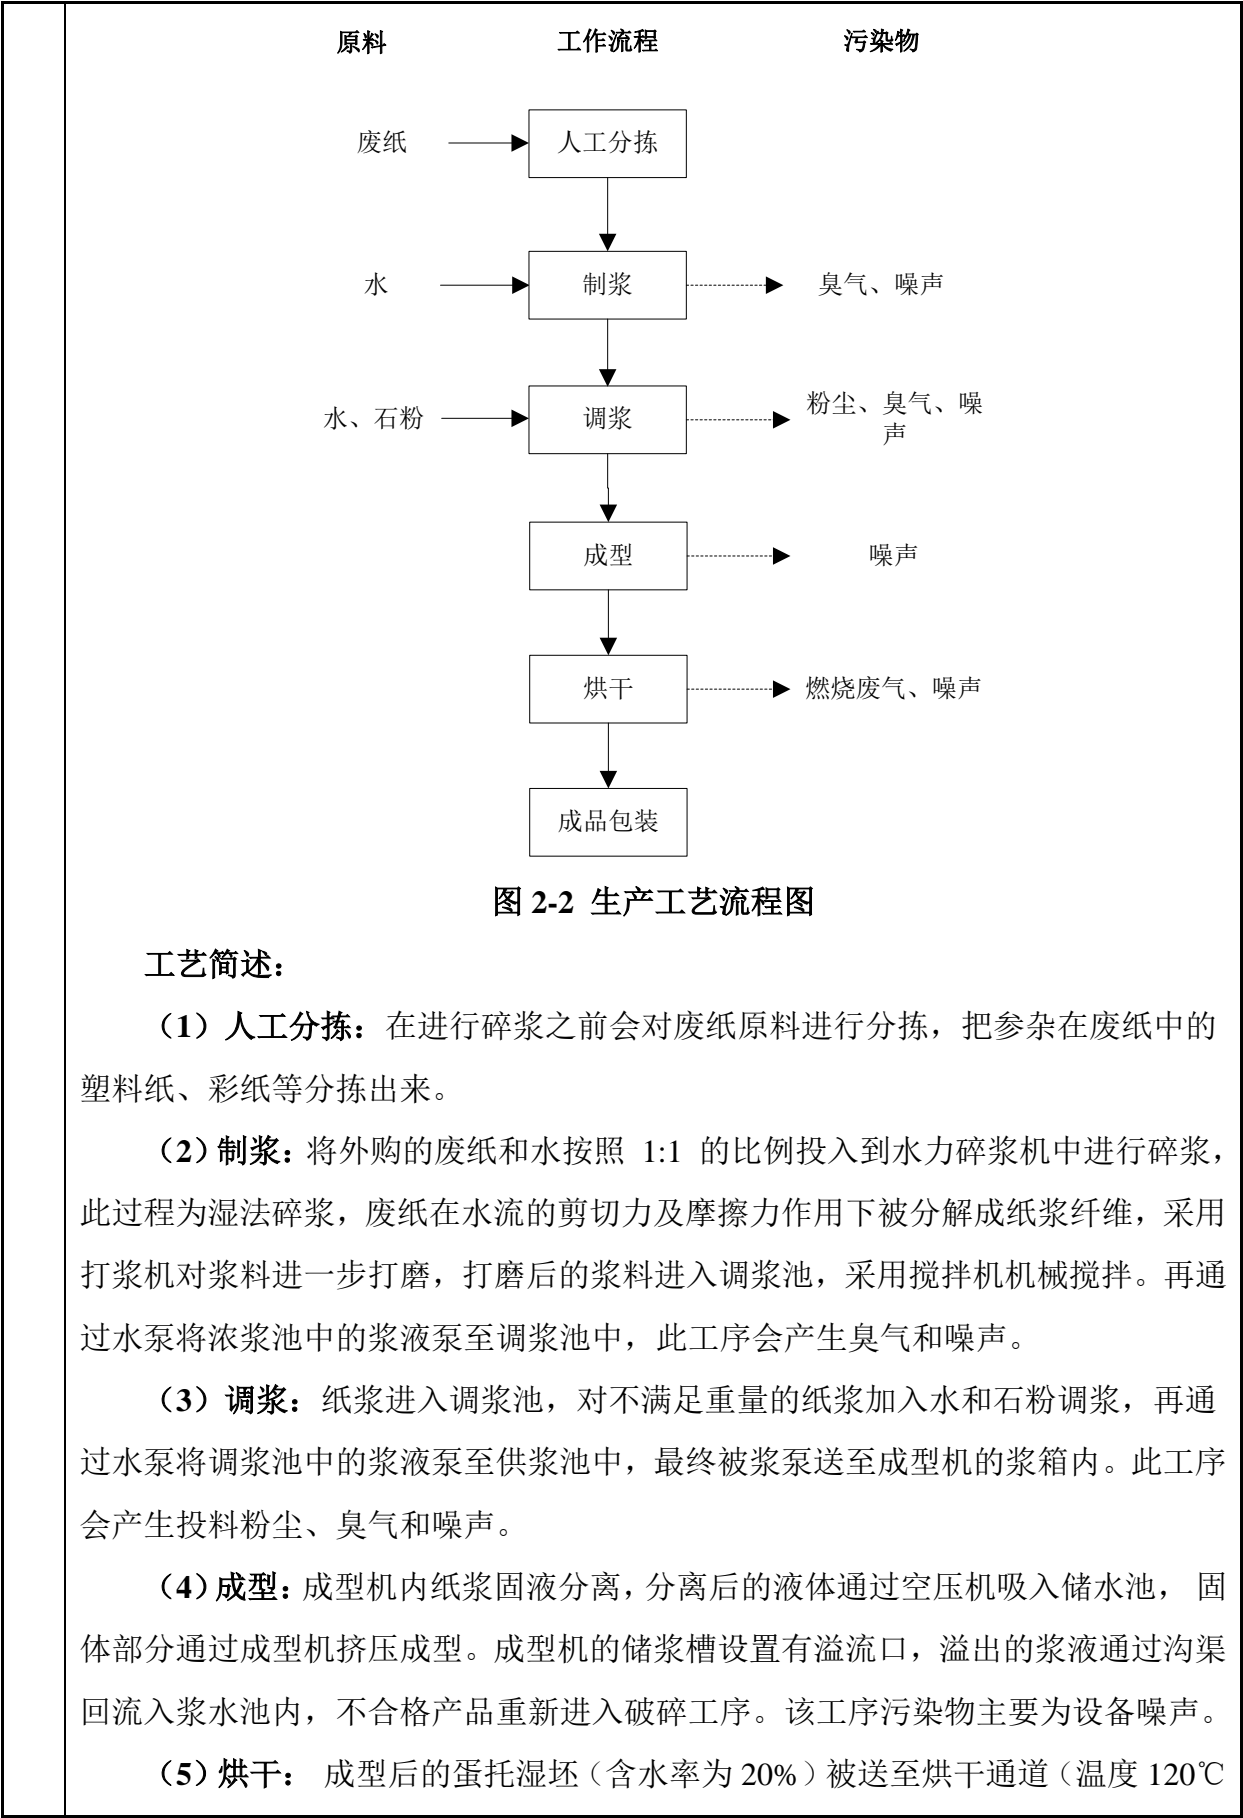 原料 工作流程 污染物
废纸 人工分拣
水 制浆 臭气、噪声
水、石粉 调浆 粉尘、臭气、噪
声
成型 噪声
烘干 燃烧废气、噪声
成品包装
图 2-2 生产工艺流程图
工艺简述：
（1）人工分拣：在进行碎浆之前会对废纸原料进行分拣，把参杂在废纸中的
塑料纸、彩纸等分拣出来。
（2）制浆：将外购的废纸和水按照 1:1 的比例投入到水力碎浆机中进行碎浆，
此过程为湿法碎浆，废纸在水流的剪切力及摩擦力作用下被分解成纸浆纤维，采用
打浆机对浆料进一步打磨，打磨后的浆料进入调浆池，采用搅拌机机械搅拌。再通
过水泵将浓浆池中的浆液泵至调浆池中，此工序会产生臭气和噪声。
（3）调浆：纸浆进入调浆池，对不满足重量的纸浆加入水和石粉调浆，再通
过水泵将调浆池中的浆液泵至供浆池中，最终被浆泵送至成型机的浆箱内。此工序
会产生投料粉尘、臭气和噪声。
（4）成型：成型机内纸浆固液分离，分离后的液体通过空压机吸入储水池， 固
体部分通过成型机挤压成型。成型机的储浆槽设置有溢流口，溢出的浆液通过沟渠
回流入浆水池内，不合格产品重新进入破碎工序。该工序污染物主要为设备噪声。
（5）烘干： 成型后的蛋托湿坯（含水率为 20%）被送至烘干通道（温度 120℃